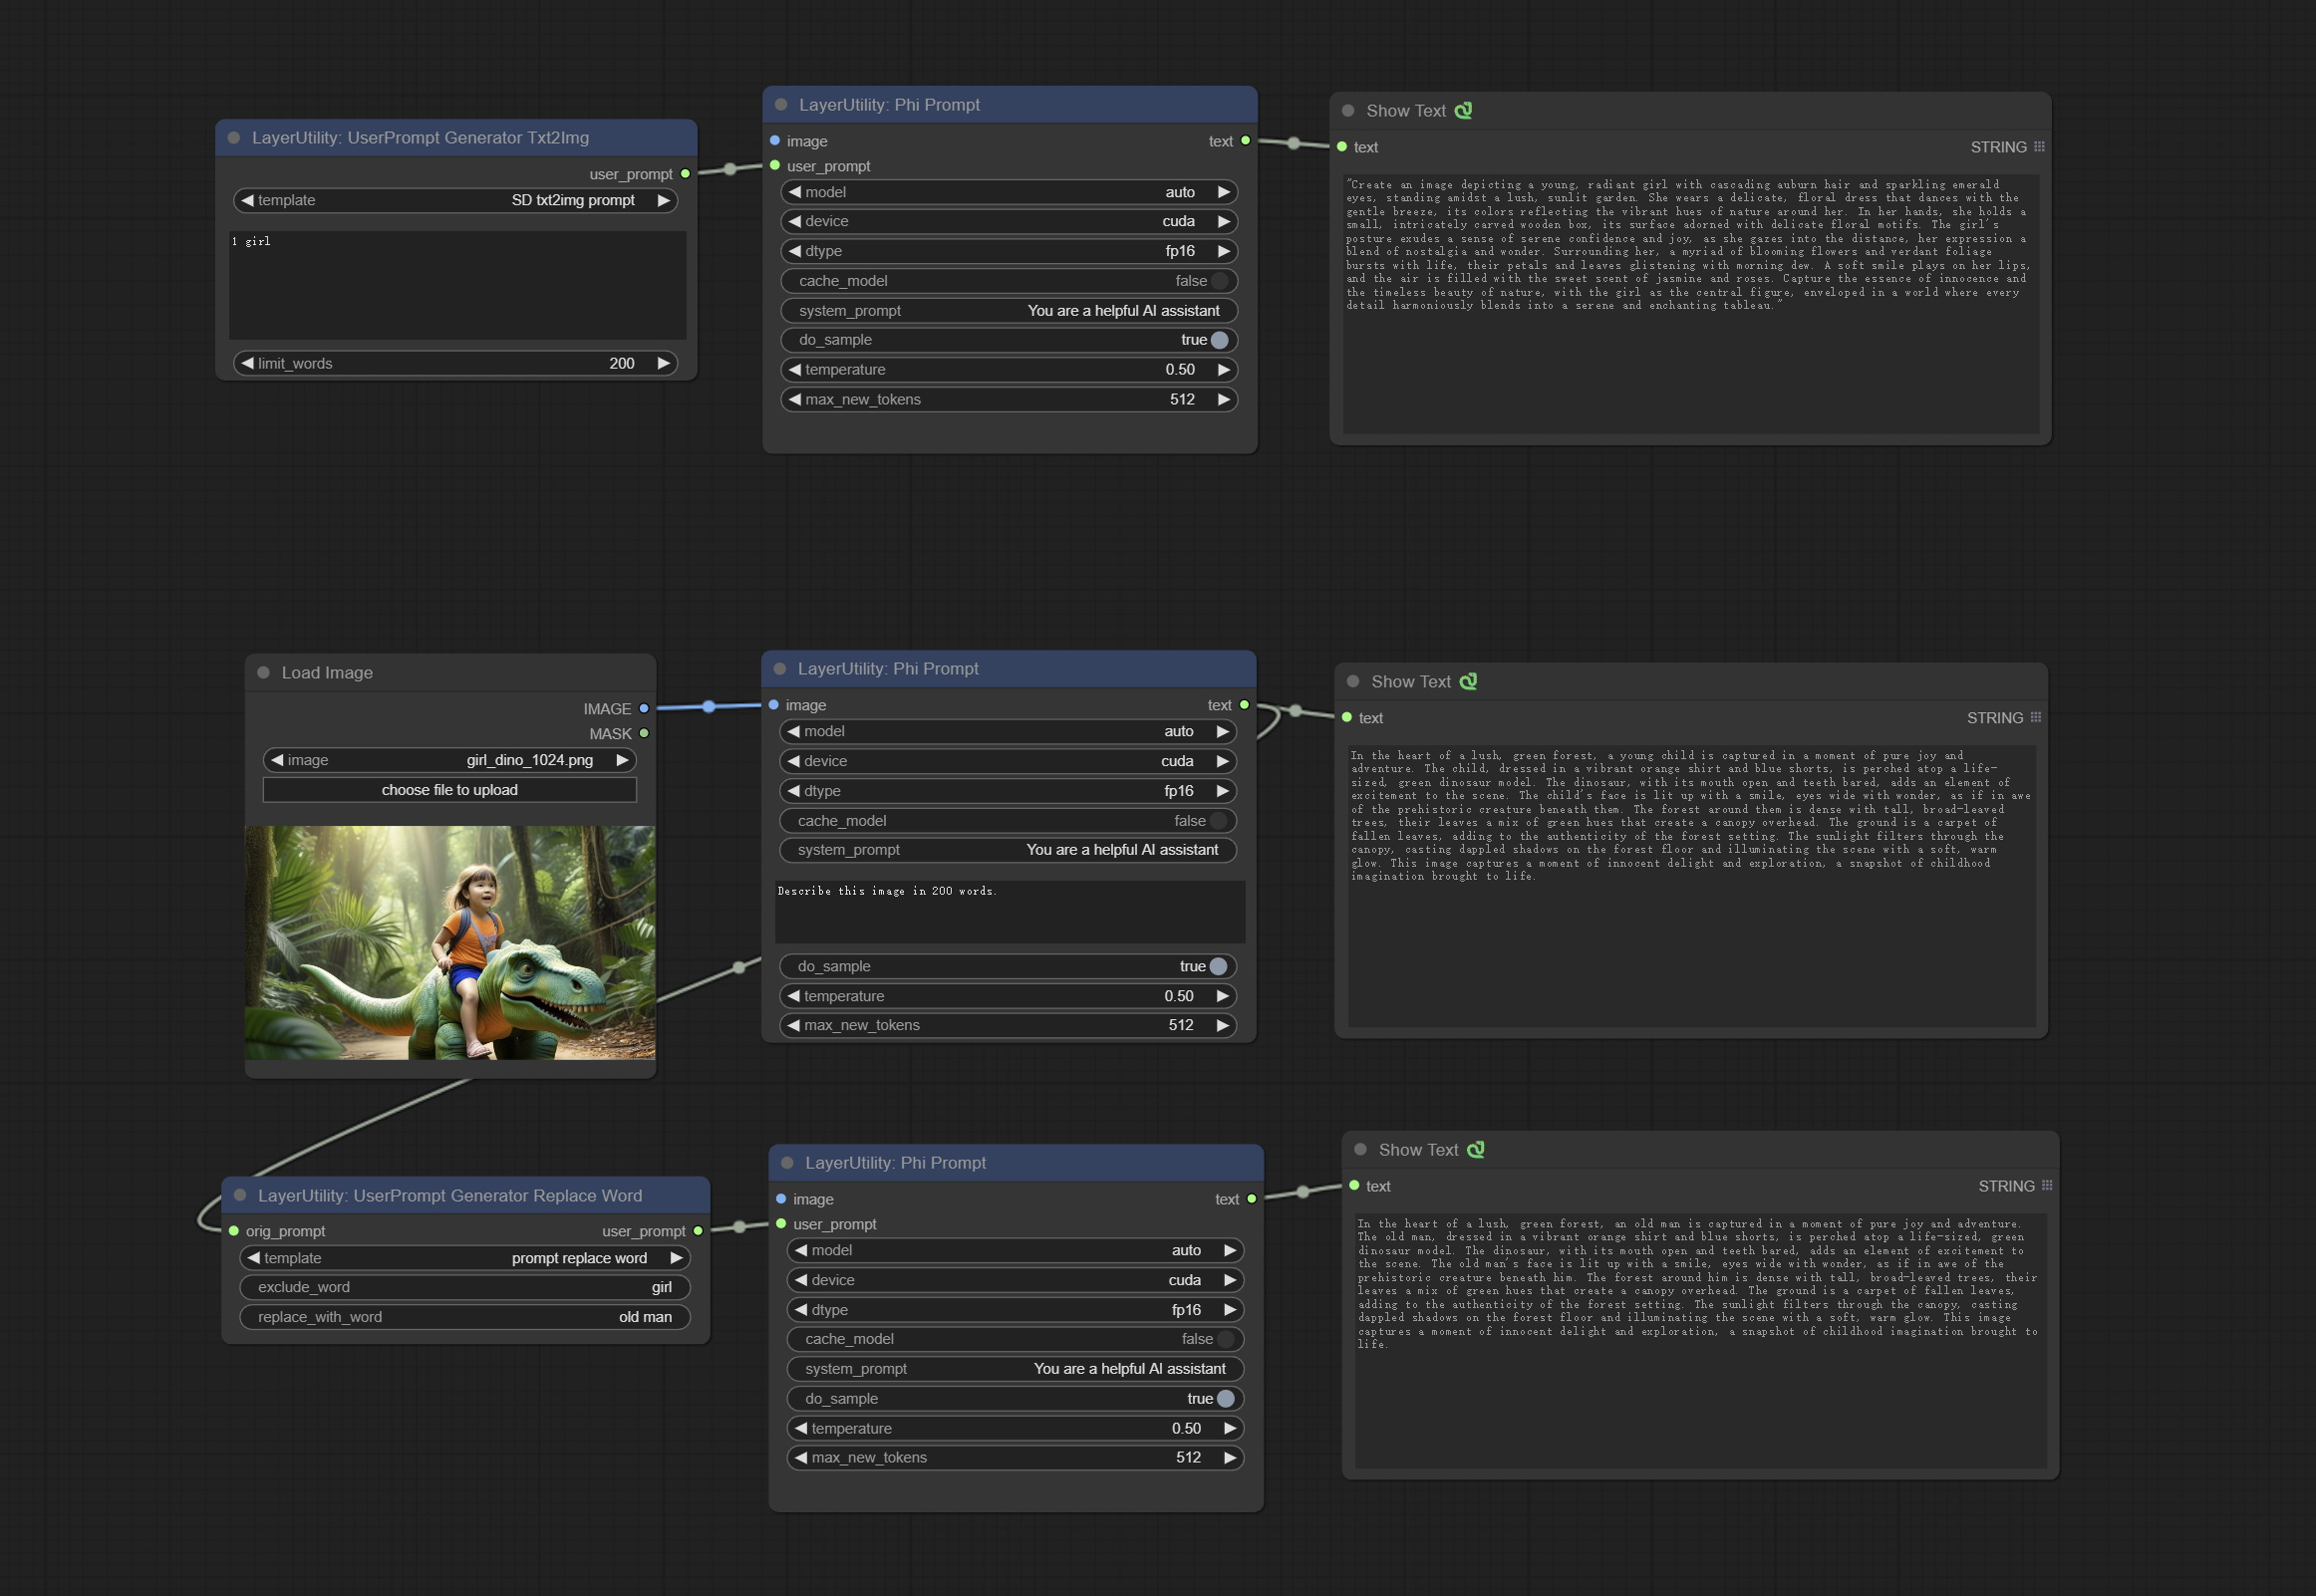 LayerUtility: UserPrompt Generator Txt2Img
user_prompt
template SD txt2img prompt
1 girl
limit_words 200
LayerUtility: Phi Prompt
image text
user_prompt
model auto
device cuda
dtype fp16
cache_model false
system_prompt You are a helpful AI assistant
do_sample true
temperature 0.50
max_new_tokens 512
Show Text
text STRING
"Create an image depicting a young, radiant girl with cascading auburn hair and sparkling emerald
eyes, standing amidst a lush, sunlit garden. She wears a delicate, floral dress that dances with the
gentle breeze, its colors reflecting the vibrant hues of nature around her. In her hands, she holds a
small, intricately carved wooden box, its surface adorned with delicate floral motifs. The girl's
posture exudes a sense of serene confidence and joy, as she gazes into the distance, her expression a
blend of nostalgia and wonder. Surrounding her, a myriad of blooming flowers and verdant foliage
bursts with life, their petals and leaves glistening with morning dew. A soft smile plays on her lips,
and the air is filled with the sweet scent of jasmine and roses. Capture the essence of innocence and
the timeless beauty of nature, with the girl as the central figure, enveloped in a world where every
detail harmoniously blends into a serene and enchanting tableau."
Load Image
IMAGE
MASK
image girl_dino_1024.png
choose file to upload
LayerUtility: Phi Prompt
image text
model auto
device cuda
dtype fp16
cache_model false
system_prompt You are a helpful AI assistant
Describe this image in 200 words.
do_sample true
temperature 0.50
max_new_tokens 512
Show Text
text STRING
In the heart of a lush, green forest, a young child is captured in a moment of pure joy and
adventure. The child, dressed in a vibrant orange shirt and blue shorts, is perched atop a life-
sized, green dinosaur model. The dinosaur, with its mouth open and teeth bared, adds an element of
excitement to the scene. The child's face is lit up with a smile, eyes wide with wonder, as if in awe
of the prehistoric creature beneath them. The forest around them is dense with tall, broad-leaved
trees, their leaves a mix of green hues that create a canopy overhead. The ground is a carpet of
fallen leaves, adding to the authenticity of the forest setting. The sunlight filters through the
canopy, casting dappled shadows on the forest floor and illuminating the scene with a soft, warm
glow. This image captures a moment of innocent delight and exploration, a snapshot of childhood
imagination brought to life.
LayerUtility: UserPrompt Generator Replace Word
orig_prompt user_prompt
template prompt replace word
exclude_word girl
replace_with_word old man
LayerUtility: Phi Prompt
image text
user_prompt
model auto
device cuda
dtype fp16
cache_model false
system_prompt You are a helpful AI assistant
do_sample true
temperature 0.50
max_new_tokens 512
Show Text
text STRING
In the heart of a lush, green forest, an old man is captured in a moment of pure joy and adventure.
The old man, dressed in a vibrant orange shirt and blue shorts, is perched atop a life-sized, green
dinosaur model. The dinosaur, with its mouth open and teeth bared, adds an element of excitement to
the scene. The old man's face is lit up with a smile, eyes wide with wonder, as if in awe of the
prehistoric creature beneath him. The forest around him is dense with tall, broad-leaved trees, their
leaves a mix of green hues that create a canopy overhead. The ground is a carpet of fallen leaves,
adding to the authenticity of the forest setting. The sunlight filters through the canopy, casting
dappled shadows on the forest floor and illuminating the scene with a soft, warm glow. This image
captures a moment of innocent delight and exploration, a snapshot of childhood imagination brought to
life.